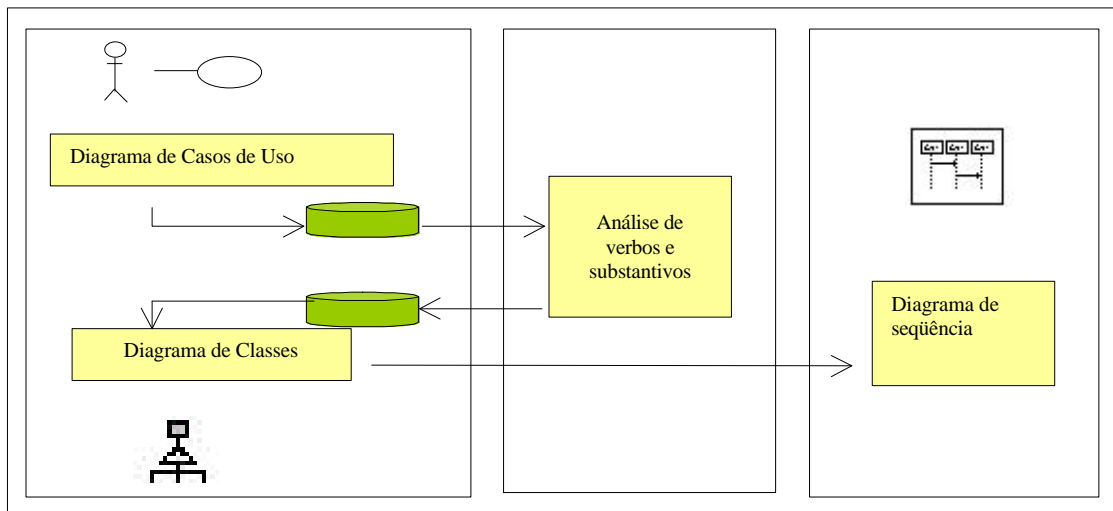 Diagrama de Casos de Uso
Análise de
verbos e
substantivos
Diagrama de Classes
Diagrama de
seqüência